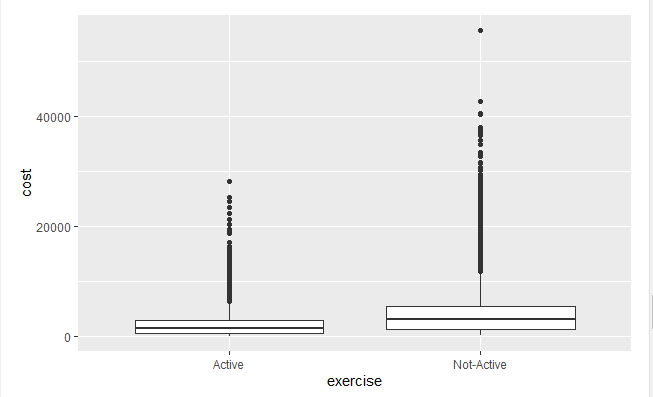 cost
40000
20000
0
Active
Not-Active
exercise